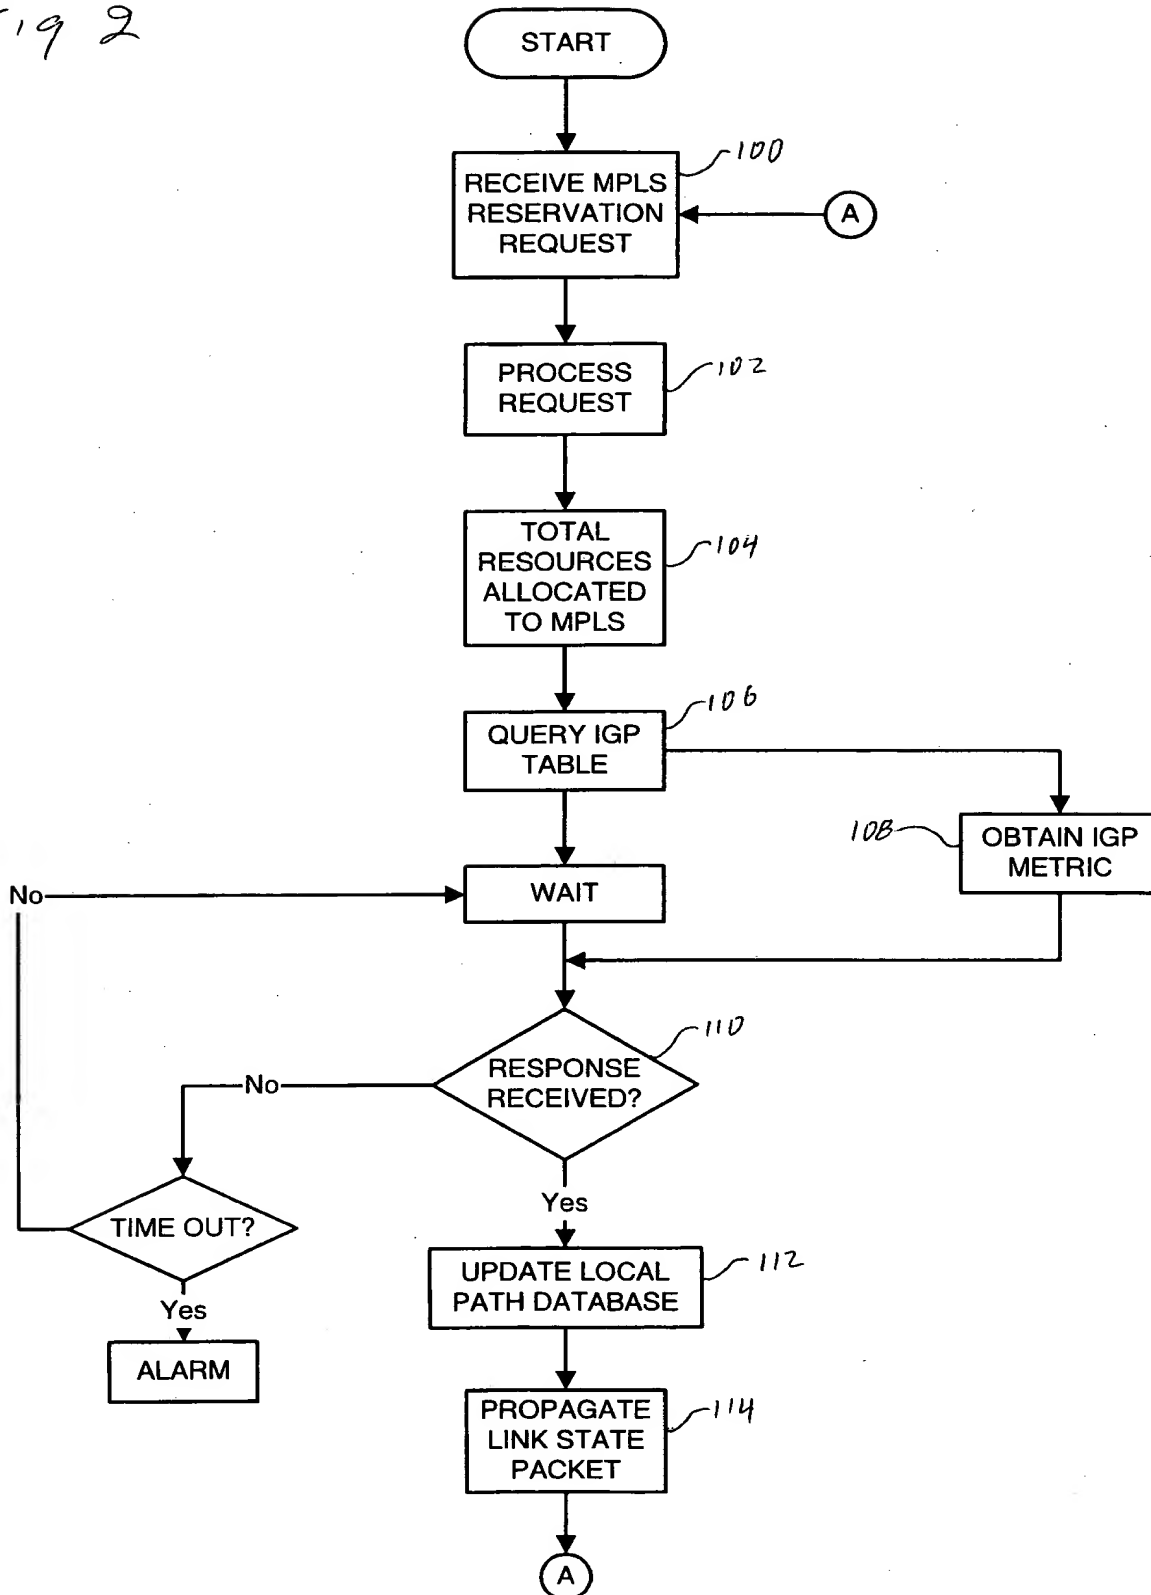 Fig 2
START
100
RECEIVE MPLS
RESERVATION
REQUEST
A
PROCESS
REQUEST
102
TOTAL
RESOURCES
ALLOCATED
TO MPLS
104
106
QUERY IGP
TABLE
108
OBTAIN IGP
METRIC
No
WAIT
110
RESPONSE
RECEIVED?
No
Yes
TIME OUT?
Yes
ALARM
UPDATE LOCAL
PATH DATABASE
112
PROPAGATE
LINK STATE
PACKET
114
A